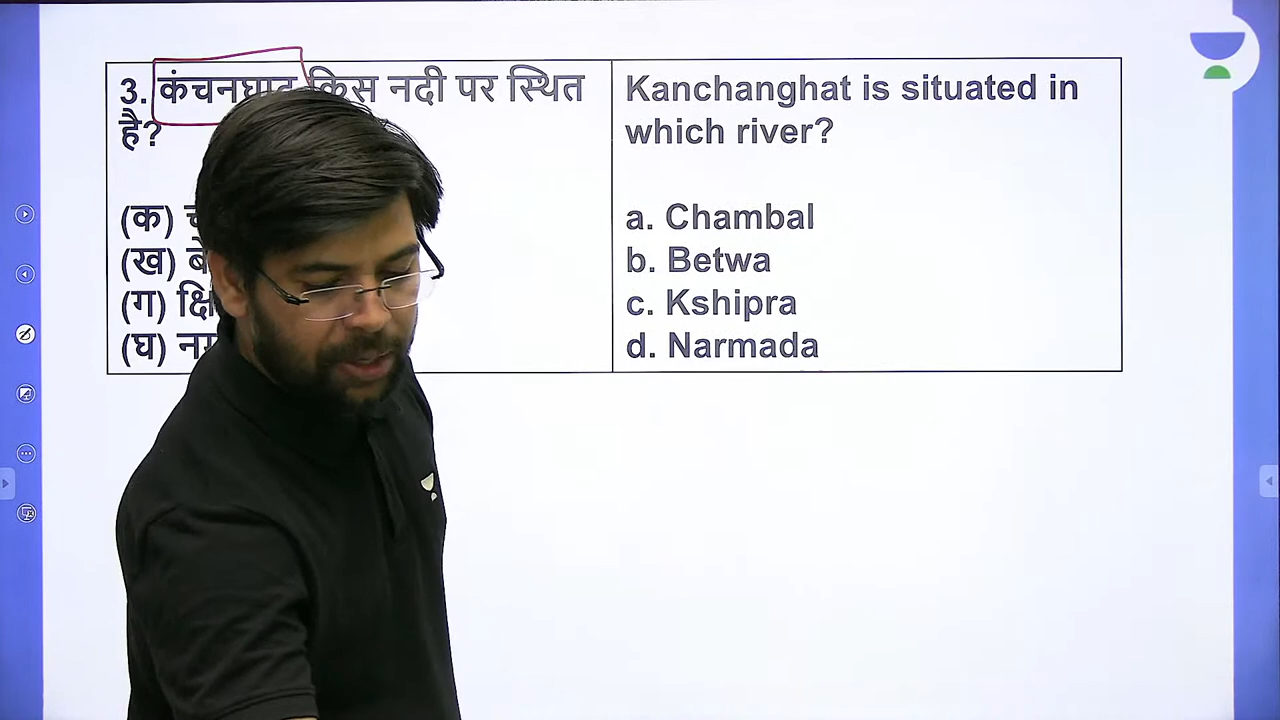 3. कंचनघाट किस नदी पर स्थित
है?
(क)
(ख)
(ग)
(घ)
Kanchanghat is situated in
which river?
a. Chambal
b. Betwa
c. Kshipra
d. Narmada